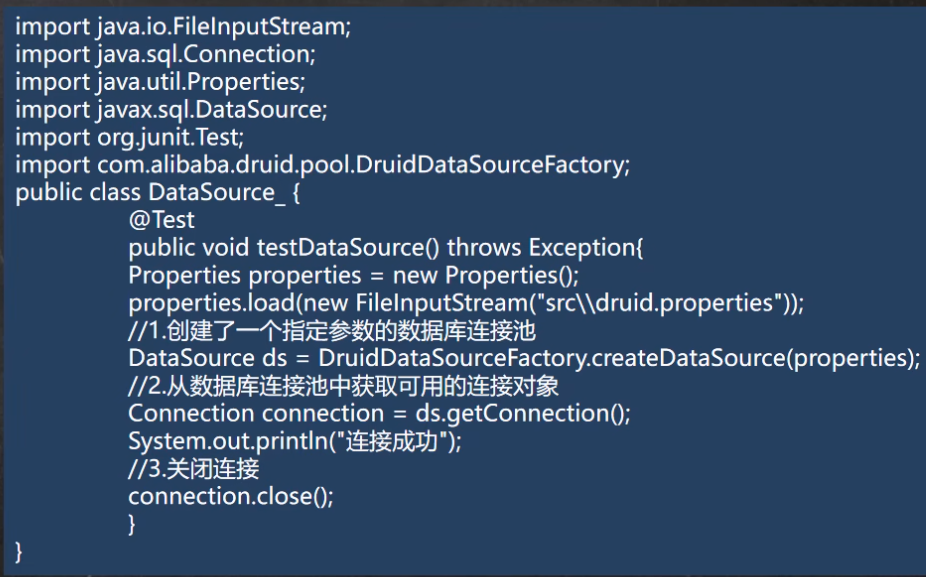 import java.io.FileInputStream;
import java.sql.Connection;
import java.util.Properties;
import javax.sql.DataSource;
import org.junit.Test;
import com.alibaba.druid.pool.DruidDataSourceFactory;
public class DataSource_ {
@Test
public void testDataSource() throws Exception{
Properties properties = new Properties();
properties.load(new FileInputStream("src\\druid.properties"));
//1.创建了一个指定参数的数据库连接池
DataSource ds = DruidDataSourceFactory.createDataSource(properties);
//2.从数据库连接池中获取可用的连接对象
Connection connection = ds.getConnection();
System.out.println("连接成功");
//3.关闭连接
connection.close();
}
}